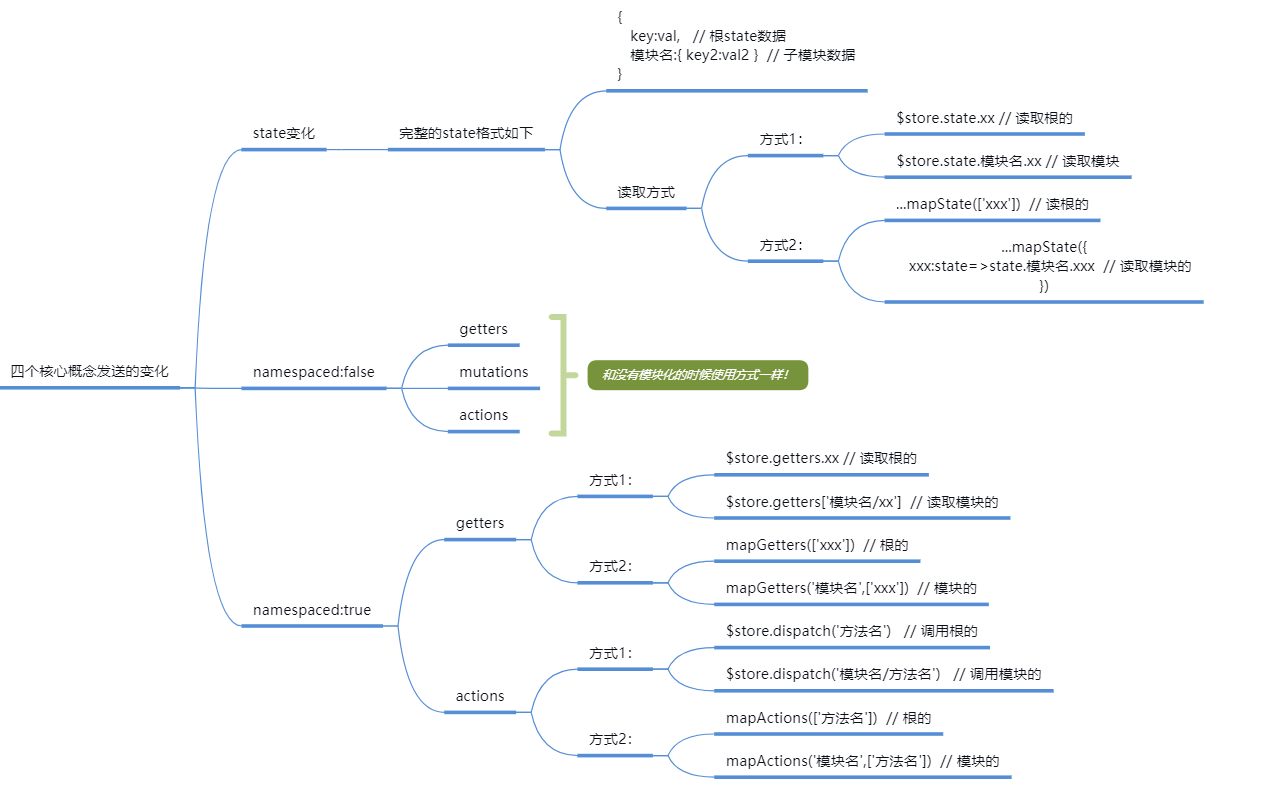 四个核心概念发送的变化
state变化
完整的state格式如下
{
key:val,   // 根state数据
模块名:{ key2:val2 }  // 子模块数据
}
读取方式
方式1：
$store.state.xx // 读取根的
$store.state.模块名.xx // 读取模块
方式2：
...mapState(['xxx'])  // 读根的
...mapState({
xxx:state=>state.模块名.xxx  // 读取模块的
})
namespaced:false
getters
mutations
actions
和没有模块化的时候使用方式一样！
namespaced:true
getters
方式1：
$store.getters.xx // 读取根的
$store.getters['模块名/xx']  // 读取模块的
方式2：
mapGetters(['xxx'])  // 根的
mapGetters('模块名',['xxx'])  // 模块的
actions
方式1：
$store.dispatch('方法名')   // 调用根的
$store.dispatch('模块名/方法名')   // 调用模块的
方式2：
mapActions(['方法名'])  // 根的
mapActions('模块名',['方法名'])  // 模块的